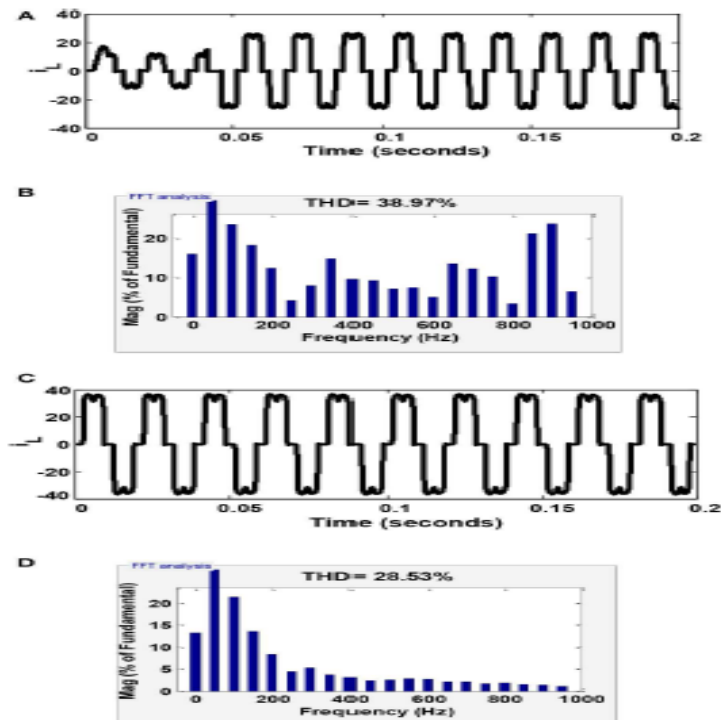 A
40
20
0
-20
-40
i_L
0
0.05
0.1
0.15
0.2
Time (seconds)
B
FFT analysis
THD= 38.97%
Mag (% of Fundamental)
20
10
0
0
200
400
600
800
1000
Frequency (Hz)
C
40
20
0
-20
-40
i_L
0
0.05
0.1
0.15
0.2
Time (seconds)
D
FFT analysis
THD= 28.53%
Mag (% of Fundamental)
20
15
10
5
0
0
200
400
600
800
1000
Frequency (Hz)